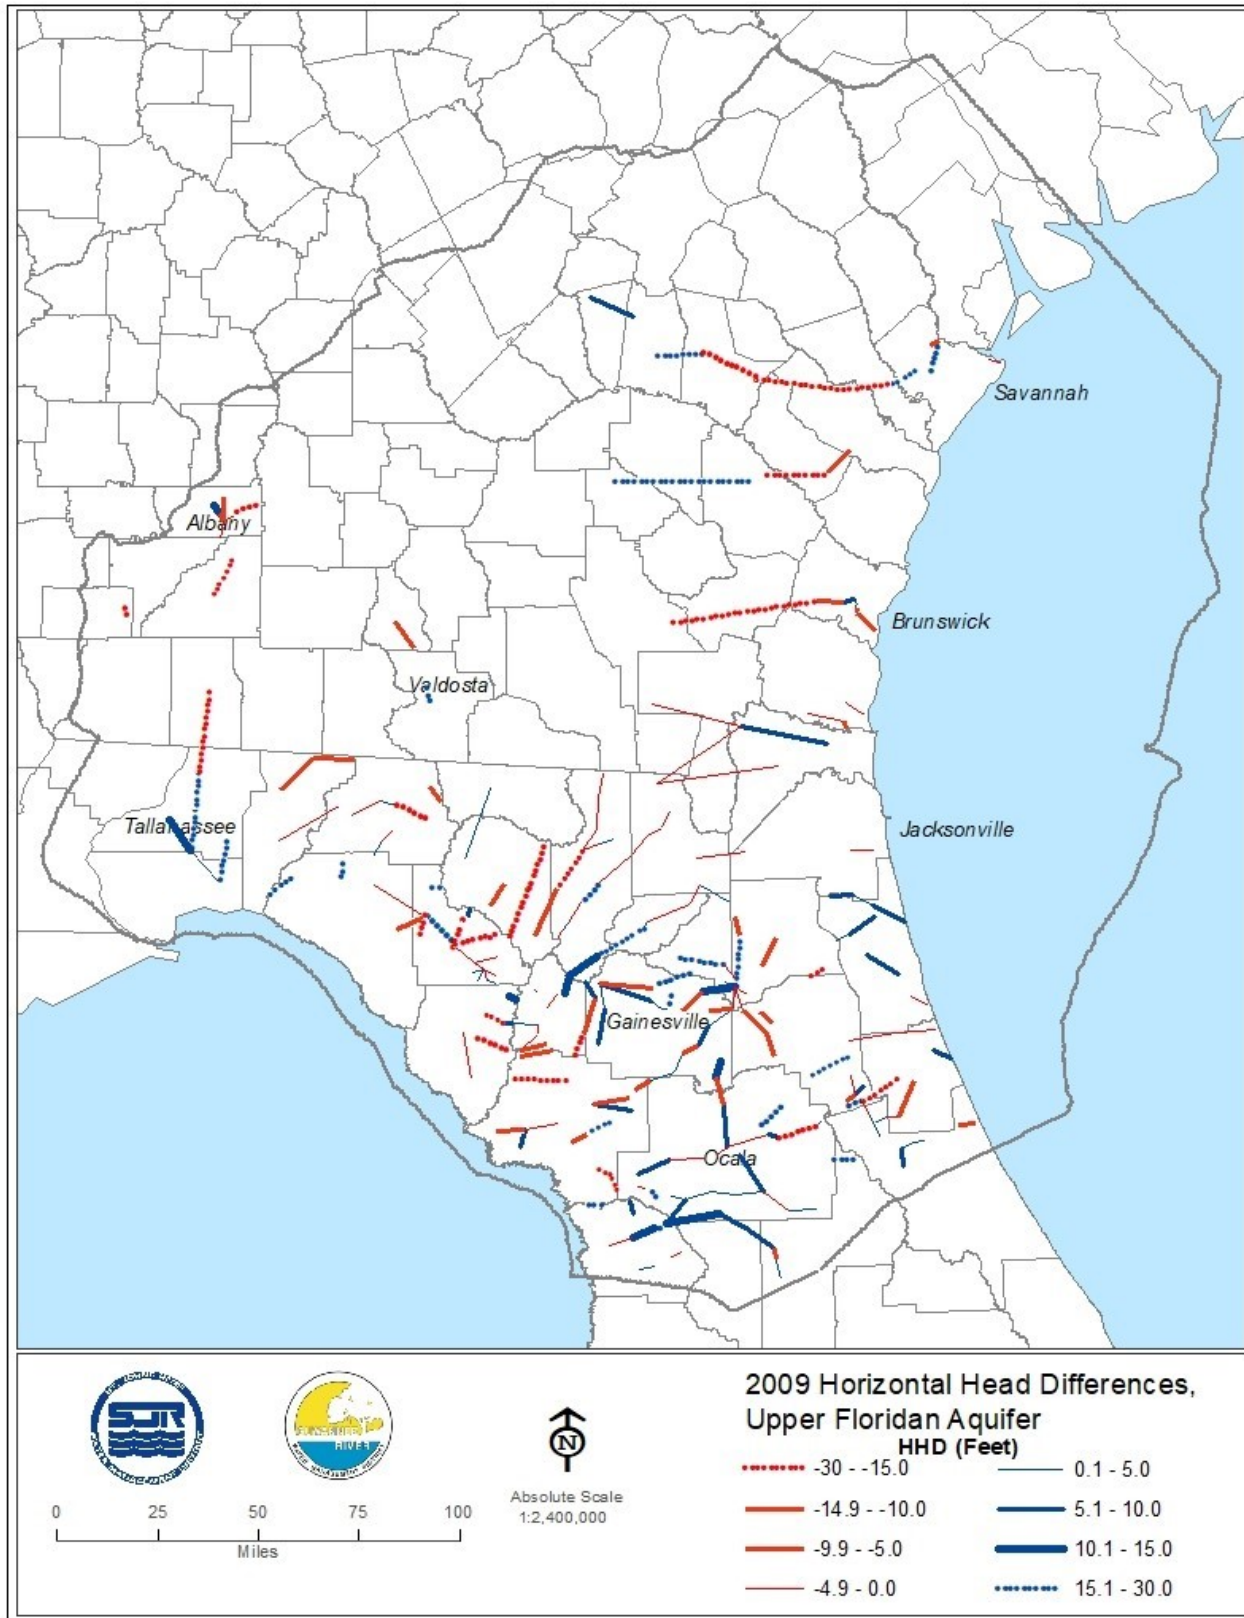 Savannah
Albany
Brunswick
Valdosta
Tallahassee
Jacksonville
Gainesville
Ocala
2009 Horizontal Head Differences,
Upper Floridan Aquifer
HHD (Feet)
-30 - -15.0
0.1 - 5.0
-14.9 - -10.0
5.1 - 10.0
-9.9 - -5.0
10.1 - 15.0
-4.9 - 0.0
15.1 - 30.0
SJR
RIVER
N
Absolute Scale
1:2,400,000
0 25 50 75 100
Miles